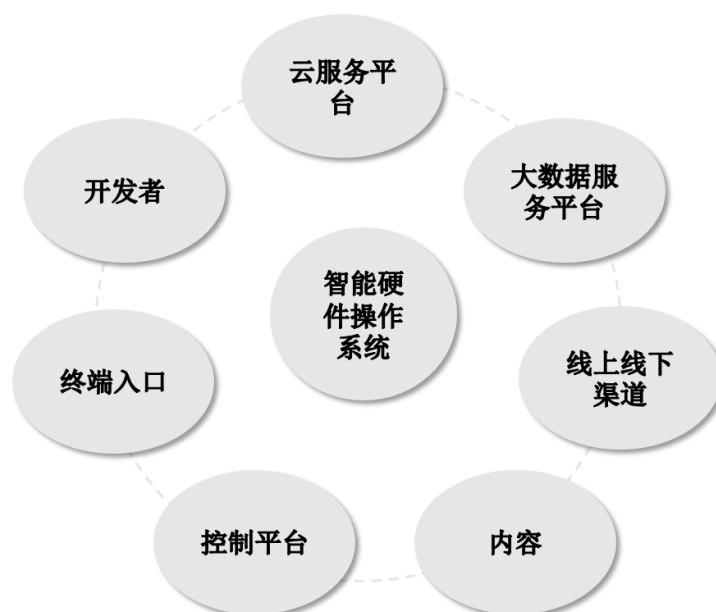 云服务平
台
开发者
大数据服
务平台
智能硬
件操作
系统
终端入口
线上线下
渠道
控制平台
内容